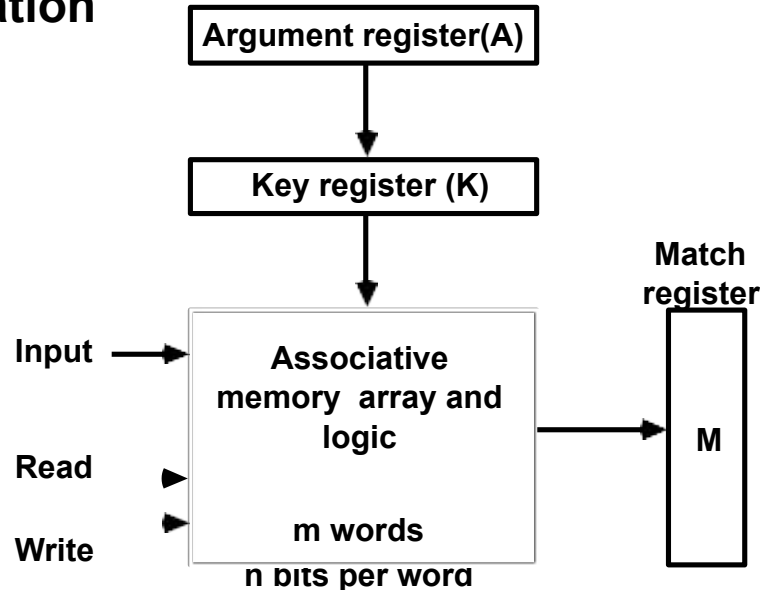 ation
Argument register(A)
Key register (K)
Match
register
Input
Associative
memory array and
logic
Read
M
Write
m words
n bits per word